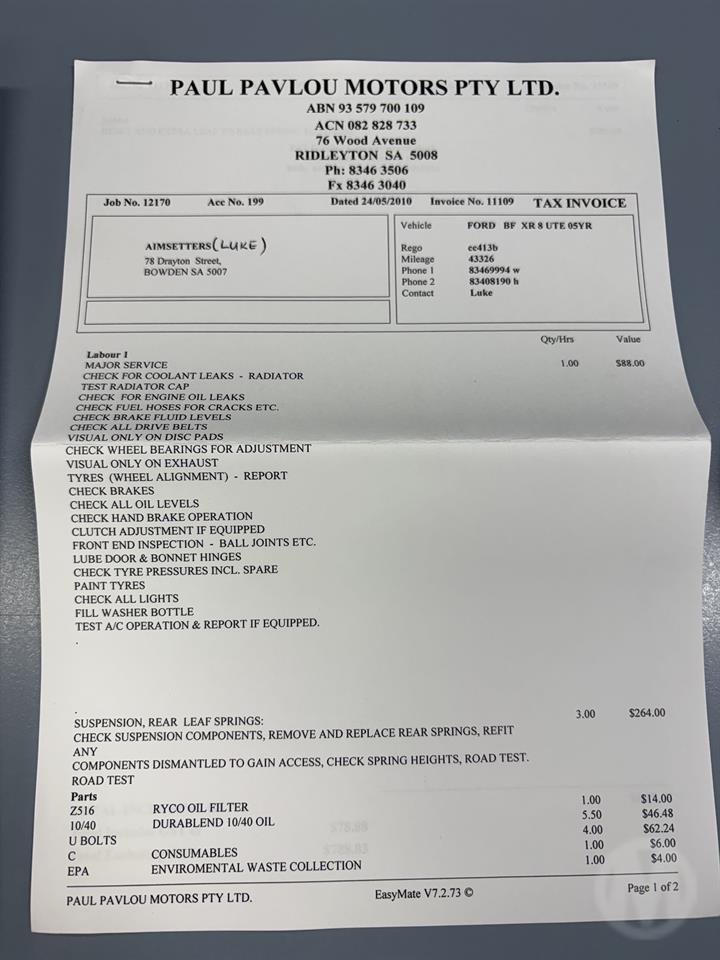 PAUL PAVLOU MOTORS PTY LTD.
ABN 93 579 700 109
ACN 082 828 733
76 Wood Avenue
RIDLEYTON SA 5008
Ph: 8346 3506
Fx 8346 3040
Job No. 12170 Acc No. 199 Dated 24/05/2010 Invoice No. 11109 TAX INVOICE
AIMSETTERS (LUKE)
78 Drayton Street,
BOWDEN SA 5007
Vehicle FORD BF XR 8 UTE 05YR
Rego cc413b
Mileage 43326
Phone 1 83469994 w
Phone 2 83408190 h
Contact Luke
Qty/Hrs Value
Labour 1
MAJOR SERVICE 1.00 $88.00
CHECK FOR COOLANT LEAKS - RADIATOR
TEST RADIATOR CAP
CHECK FOR ENGINE OIL LEAKS
CHECK FUEL HOSES FOR CRACKS ETC.
CHECK BRAKE FLUID LEVELS
CHECK ALL DRIVE BELTS
VISUAL ONLY ON DISC PADS
CHECK WHEEL BEARINGS FOR ADJUSTMENT
VISUAL ONLY ON EXHAUST
TYRES (WHEEL ALIGNMENT) - REPORT
CHECK BRAKES
CHECK ALL OIL LEVELS
CHECK HAND BRAKE OPERATION
CLUTCH ADJUSTMENT IF EQUIPPED
FRONT END INSPECTION - BALL JOINTS ETC.
LUBE DOOR & BONNET HINGES
CHECK TYRE PRESSURES INCL. SPARE
PAINT TYRES
CHECK ALL LIGHTS
FILL WASHER BOTTLE
TEST A/C OPERATION & REPORT IF EQUIPPED.
.
.
SUSPENSION, REAR LEAF SPRINGS: 3.00 $264.00
CHECK SUSPENSION COMPONENTS, REMOVE AND REPLACE REAR SPRINGS, REFIT
ANY
COMPONENTS DISMANTLED TO GAIN ACCESS, CHECK SPRING HEIGHTS, ROAD TEST.
ROAD TEST
Parts
Z516 RYCO OIL FILTER 1.00 $14.00
10/40 DURABLEND 10/40 OIL 5.50 $46.48
U BOLTS 4.00 $62.24
C CONSUMABLES 1.00 $6.00
EPA ENVIROMENTAL WASTE COLLECTION 1.00 $4.00
PAUL PAVLOU MOTORS PTY LTD. EasyMate V7.2.73 © Page 1 of 2